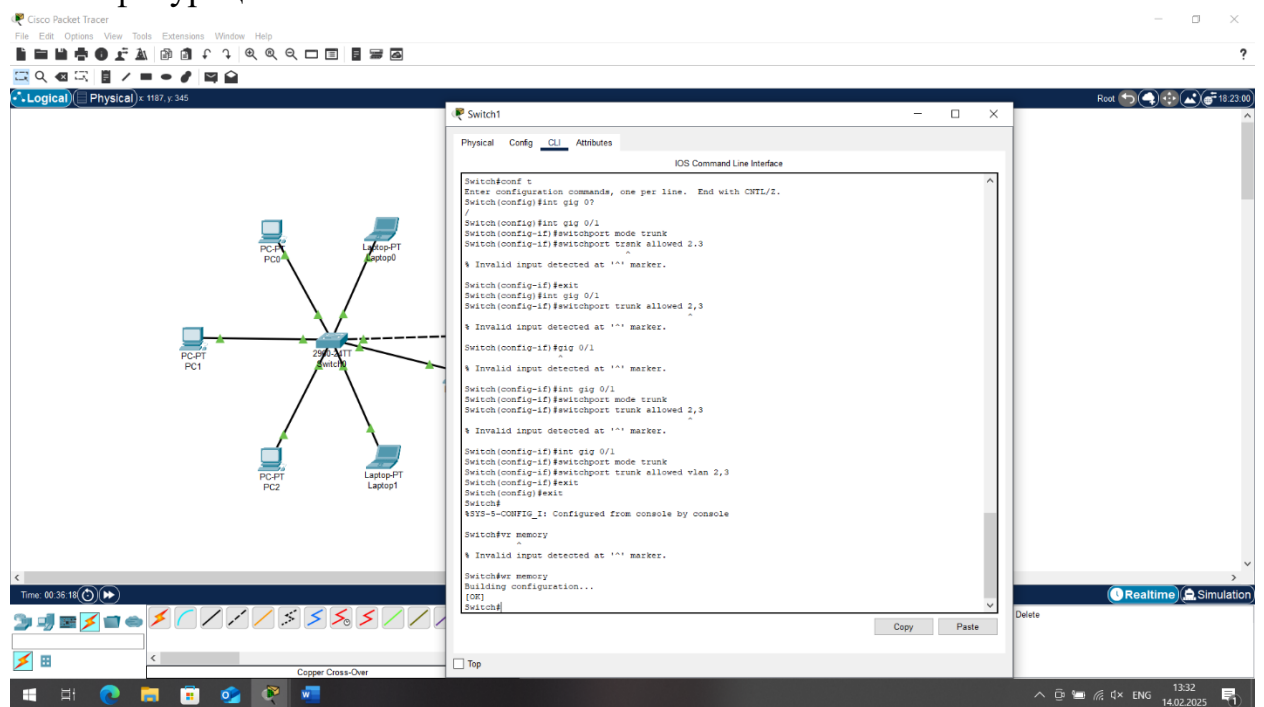 Cisco Packet Tracer
File Edit Options View Tools Extensions Window Help
?
Logical Physical x: 1187, y: 345
Root 18:23:00
Switch1
Physical Config CLI Attributes
IOS Command Line Interface
Switch#conf t
Enter configuration commands, one per line. End with CNTL/Z.
Switch(config)#int gig 0?
/
Switch(config)#int gig 0/1
Switch(config-if)#switchport mode trunk
Switch(config-if)#switchport trsnk allowed 2.3
^
% Invalid input detected at '^' marker.
Switch(config-if)#exit
Switch(config)#int gig 0/1
Switch(config-if)#switchport trunk allowed 2,3
^
% Invalid input detected at '^' marker.
Switch(config-if)#gig 0/1
^
% Invalid input detected at '^' marker.
Switch(config-if)#int gig 0/1
Switch(config-if)#switchport mode trunk
Switch(config-if)#switchport trunk allowed 2,3
^
% Invalid input detected at '^' marker.
Switch(config-if)#int gig 0/1
Switch(config-if)#switchport mode trunk
Switch(config-if)#switchport trunk allowed vlan 2,3
Switch(config-if)#exit
Switch(config)#exit
Switch#
%SYS-5-CONFIG_I: Configured from console by console
Switch#vr memory
^
% Invalid input detected at '^' marker.
Switch#wr memory
Building configuration...
[OK]
Switch#
Copy Paste
Top
PC-PT
PC0
Laptop-PT
Laptop0
PC-PT
PC1
2960-24TT
Switch0
PC-PT
PC2
Laptop-PT
Laptop1
Time: 00:36:18
Realtime Simulation
Delete
Copper Cross-Over
ENG
13:32
14.02.2025
1